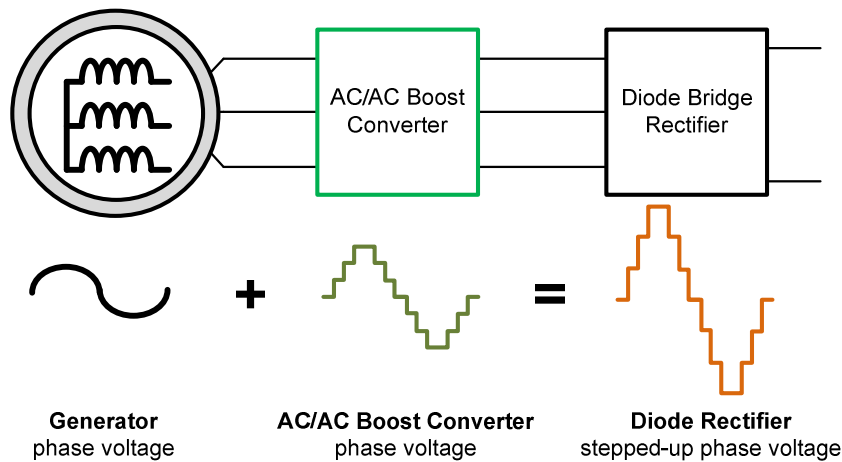 AC/AC Boost
Converter
Diode Bridge
Rectifier
+
=
Generator
phase voltage
AC/AC Boost Converter
phase voltage
Diode Rectifier
stepped-up phase voltage